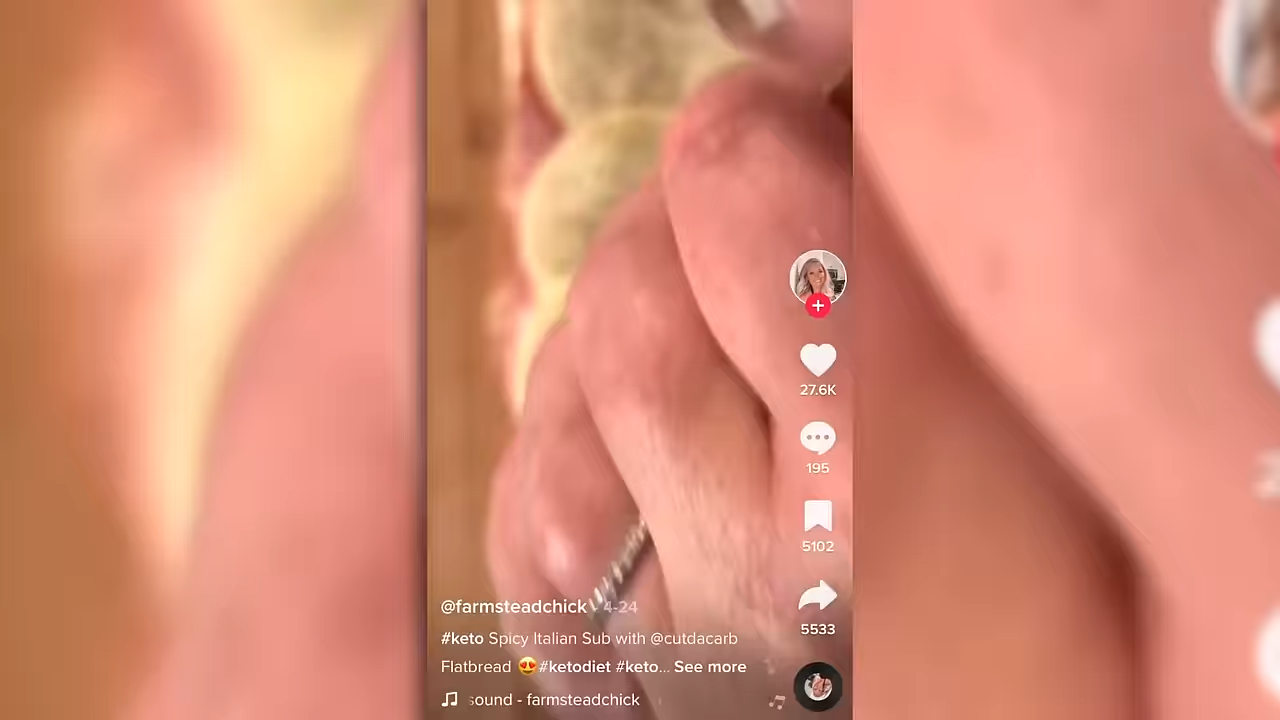 27.6K
195
5102
5533
@farmsteadchick · 4-24
#keto Spicy Italian Sub with @cutdacarb
Flatbread 😍#ketodiet #keto... See more
sound - farmsteadchick